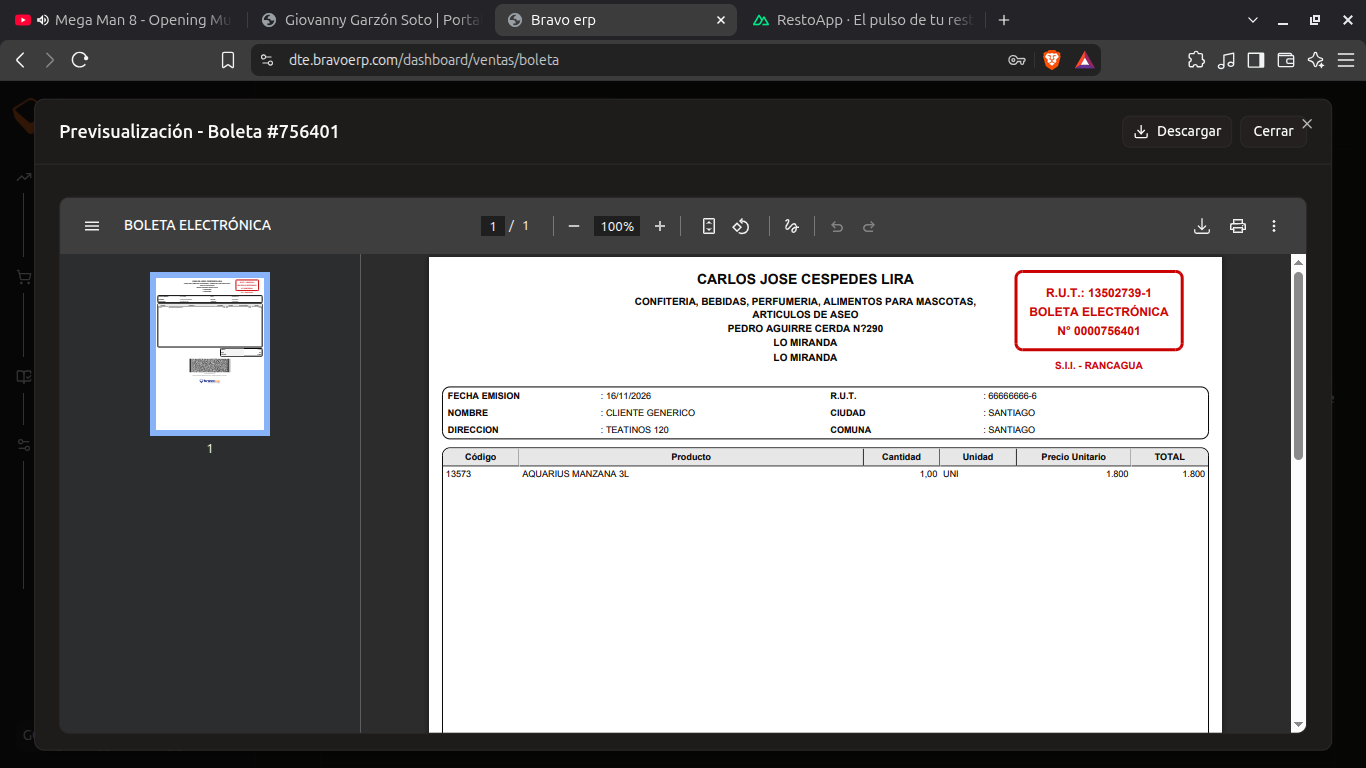 Mega Man 8 - Opening Mu
Giovanny Garzón Soto | Porta
Bravo erp
RestoApp · El pulso de tu rest
dte.bravoerp.com/dashboard/ventas/boleta
Previsualización - Boleta #756401
Descargar
Cerrar
BOLETA ELECTRÓNICA
1 / 1
100%
1
CARLOS JOSE CESPEDES LIRA
CONFITERIA, BEBIDAS, PERFUMERIA, ALIMENTOS PARA MASCOTAS,
ARTICULOS DE ASEO
PEDRO AGUIRRE CERDA N?290
LO MIRANDA
LO MIRANDA
R.U.T.: 13502739-1
BOLETA ELECTRÓNICA
N° 0000756401
S.I.I. - RANCAGUA
FECHA EMISION : 16/11/2026 R.U.T. : 66666666-6
NOMBRE : CLIENTE GENERICO CIUDAD : SANTIAGO
DIRECCION : TEATINOS 120 COMUNA : SANTIAGO
Código Producto Cantidad Unidad Precio Unitario TOTAL
13573 AQUARIUS MANZANA 3L 1,00 UNI 1.800 1.800